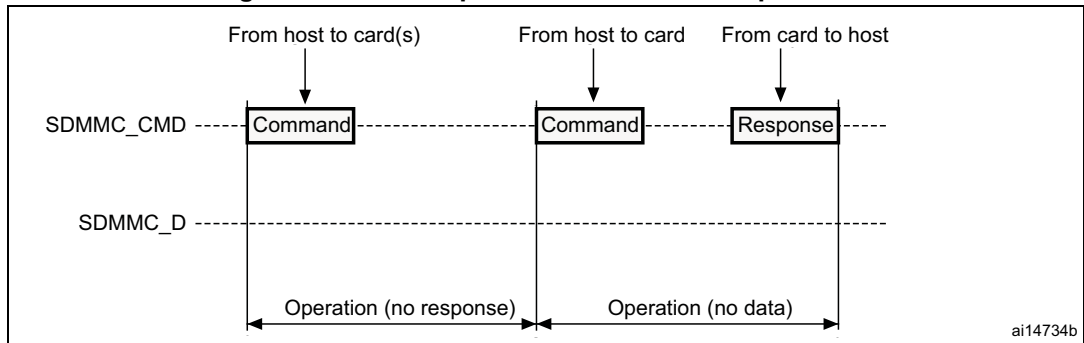 From host to card(s) From host to card From card to host
SDMMC_CMD Command Command Response
SDMMC_D
Operation (no response) Operation (no data)
ai14734b